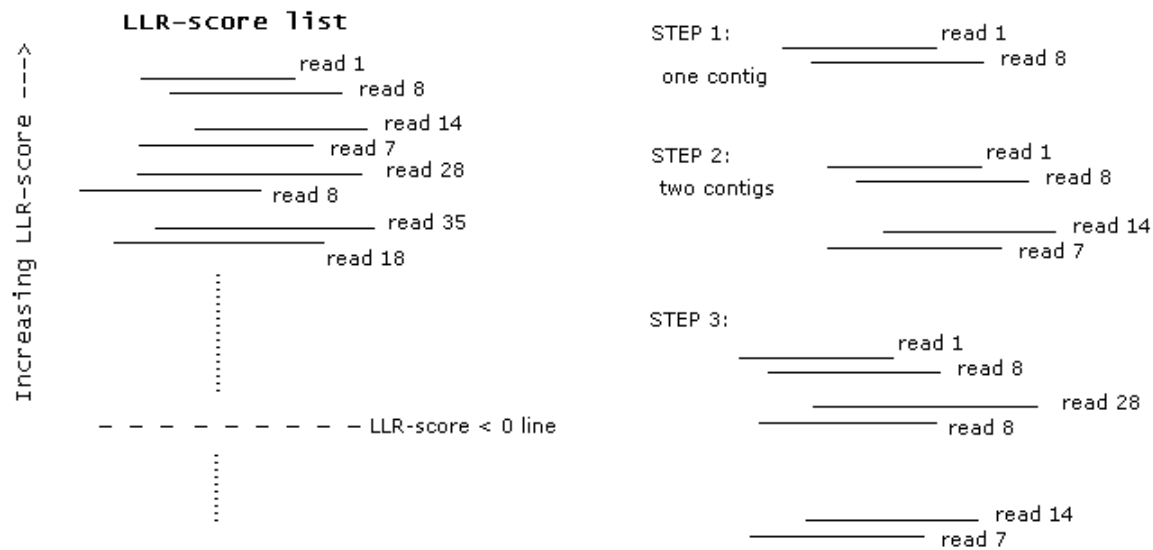 LLR-score list
Increasing LLR-score ---->
read 1
read 8
read 14
read 7
read 28
read 8
read 35
read 18
LLR-score < 0 line
STEP 1:
one contig
read 1
read 8
STEP 2:
two contigs
read 1
read 8
read 14
read 7
STEP 3:
read 1
read 8
read 28
read 8
read 14
read 7